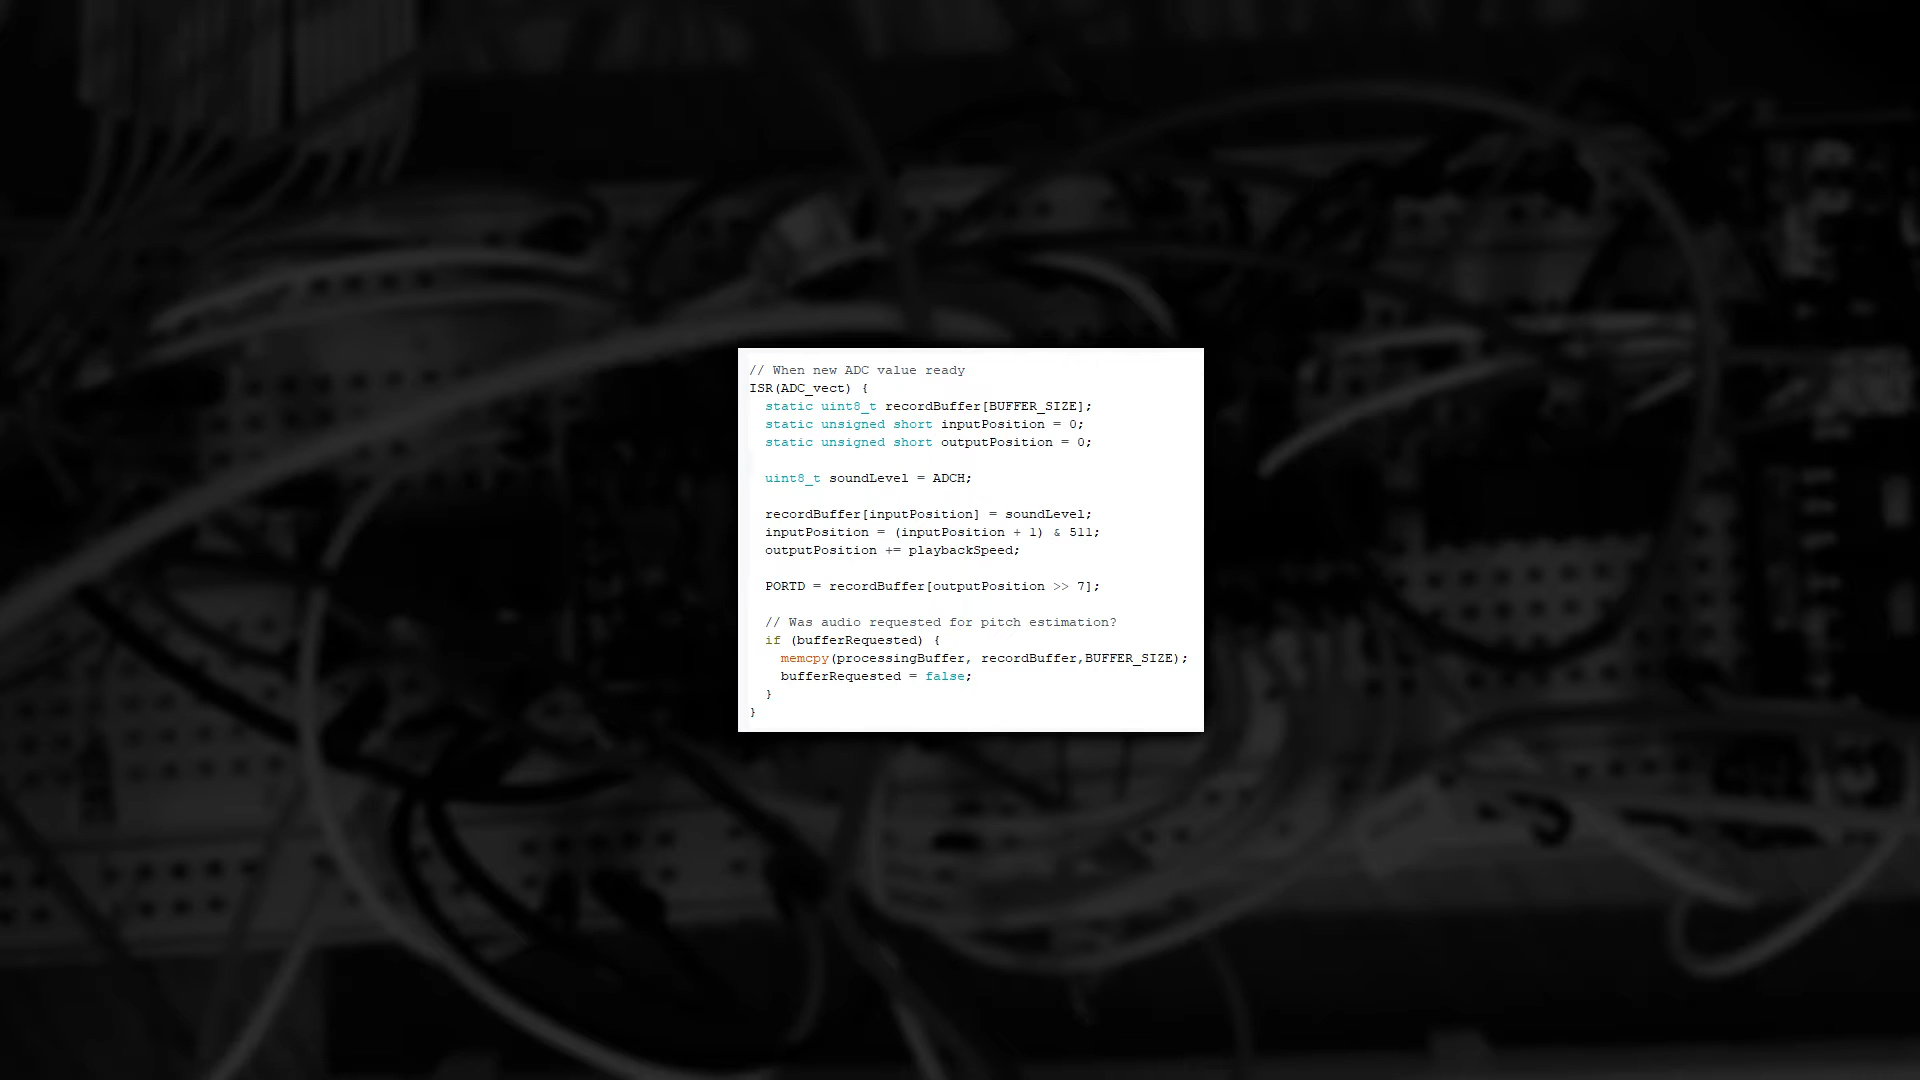 // When new ADC value ready
ISR(ADC_vect) {
static uint8_t recordBuffer[BUFFER_SIZE];
static unsigned short inputPosition = 0;
static unsigned short outputPosition = 0;
uint8_t soundLevel = ADCH;
recordBuffer[inputPosition] = soundLevel;
inputPosition = (inputPosition + 1) & 511;
outputPosition += playbackSpeed;
PORTD = recordBuffer[outputPosition >> 7];
// Was audio requested for pitch estimation?
if (bufferRequested) {
memcpy(processingBuffer, recordBuffer,BUFFER_SIZE);
bufferRequested = false;
}
}